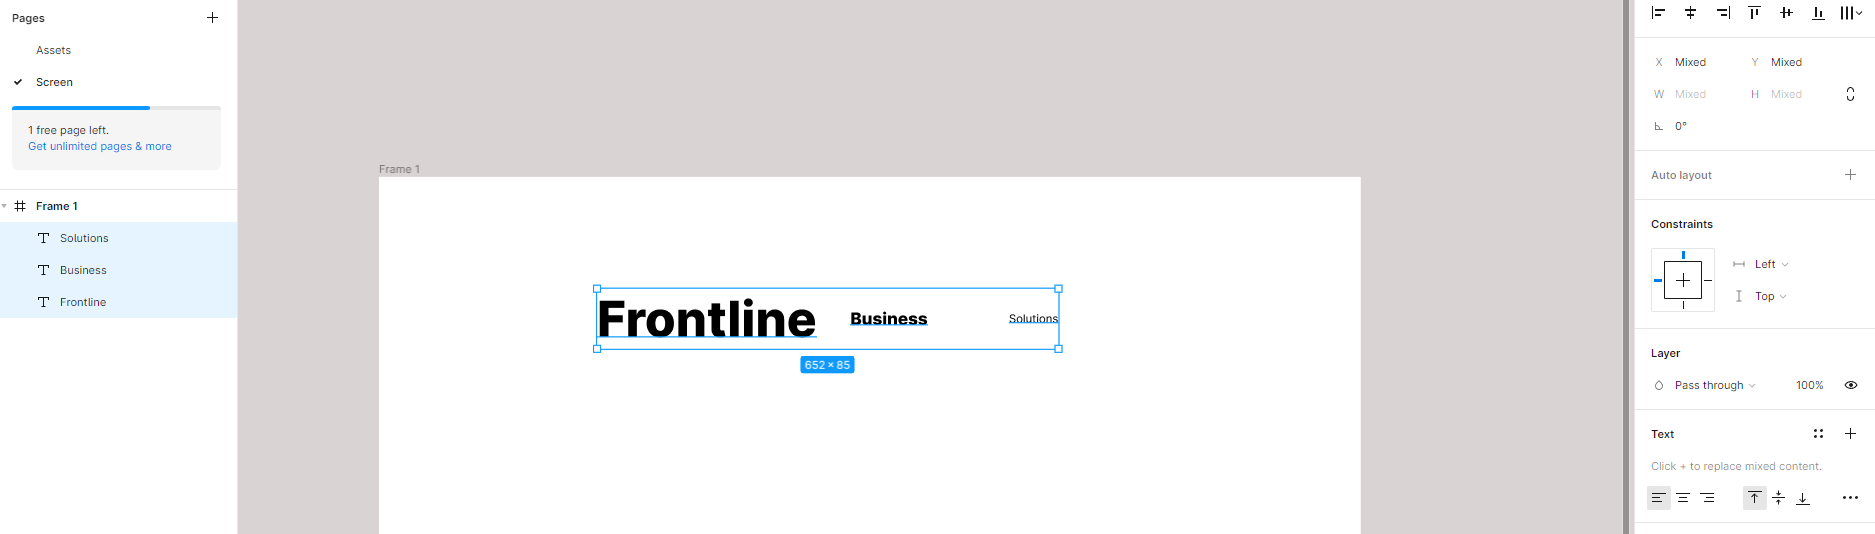 Pages
Assets
Screen
1 free page left.
Get unlimited pages & more
Frame 1
Solutions
Business
Frontline
Frame 1
Frontline Business Solutions
652 × 85
X Mixed Y Mixed
W Mixed H Mixed
0°
Auto layout
Constraints
Left
Top
Layer
Pass through 100%
Text
Click + to replace mixed content.